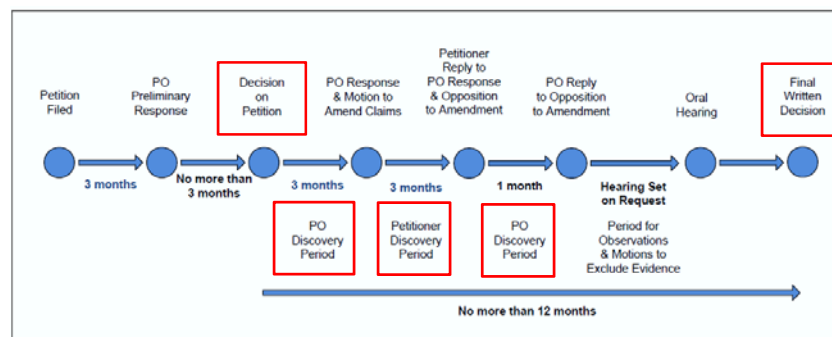 Petition
Filed
PO
Preliminary
Response
Decision
on
Petition
PO Response
& Motion to
Amend Claims
Petitioner
Reply to
PO Response
& Opposition
to Amendment
PO Reply
to Opposition
to Amendment
Oral
Hearing
Final
Written
Decision
3 months
No more than
3 months
3 months
3 months
1 month
Hearing Set
on Request
PO
Discovery
Period
Petitioner
Discovery
Period
PO
Discovery
Period
Period for
Observations
& Motions to
Exclude Evidence
No more than 12 months